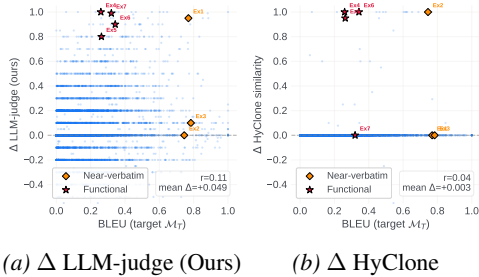 Δ LLM-judge (ours)
1.0
0.8
0.6
0.4
0.2
0.0
−0.2
−0.4
Ex4
Ex7
Ex6
Ex5
Ex1
Ex3
Ex2
Near-verbatim
Functional
r=0.11
mean Δ=+0.049
0.0 0.2 0.4 0.6 0.8 1.0
BLEU (target M_T)
Δ HyClone similarity
1.0
0.8
0.6
0.4
0.2
0.0
−0.2
−0.4
Ex6
Ex2
Ex7
Near-verbatim
Functional
r=0.04
mean Δ=+0.003
0.0 0.2 0.4 0.6 0.8 1.0
BLEU (target M_T)
(a) Δ LLM-judge (Ours)
(b) Δ HyClone